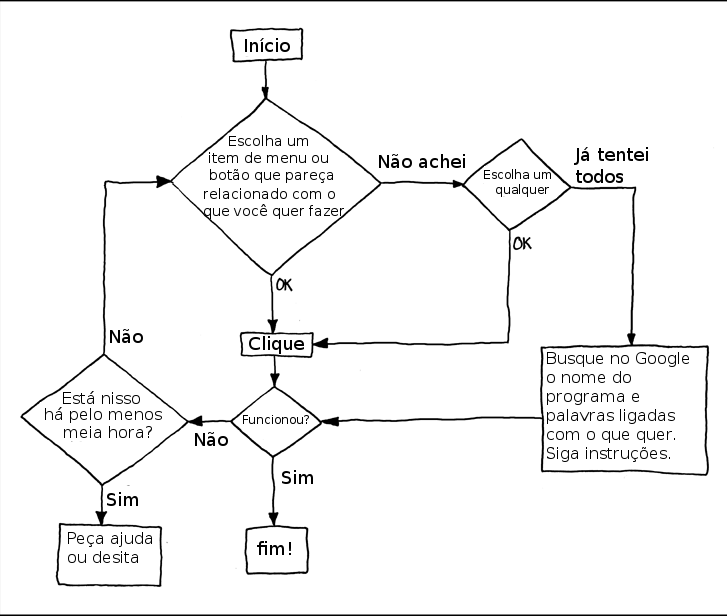 Início
Escolha um
item de menu ou
botão que pareça
relacionado com o
que você quer fazer
Não achei
Escolha um
qualquer
Já tentei
todos
OK
OK
Clique
Busque no Google
o nome do
programa e
palavras ligadas
com o que quer.
Siga instruções.
Funcionou?
Não
Está nisso
há pelo menos
meia hora?
Não
Sim
Peça ajuda
ou desita
Sim
fim!